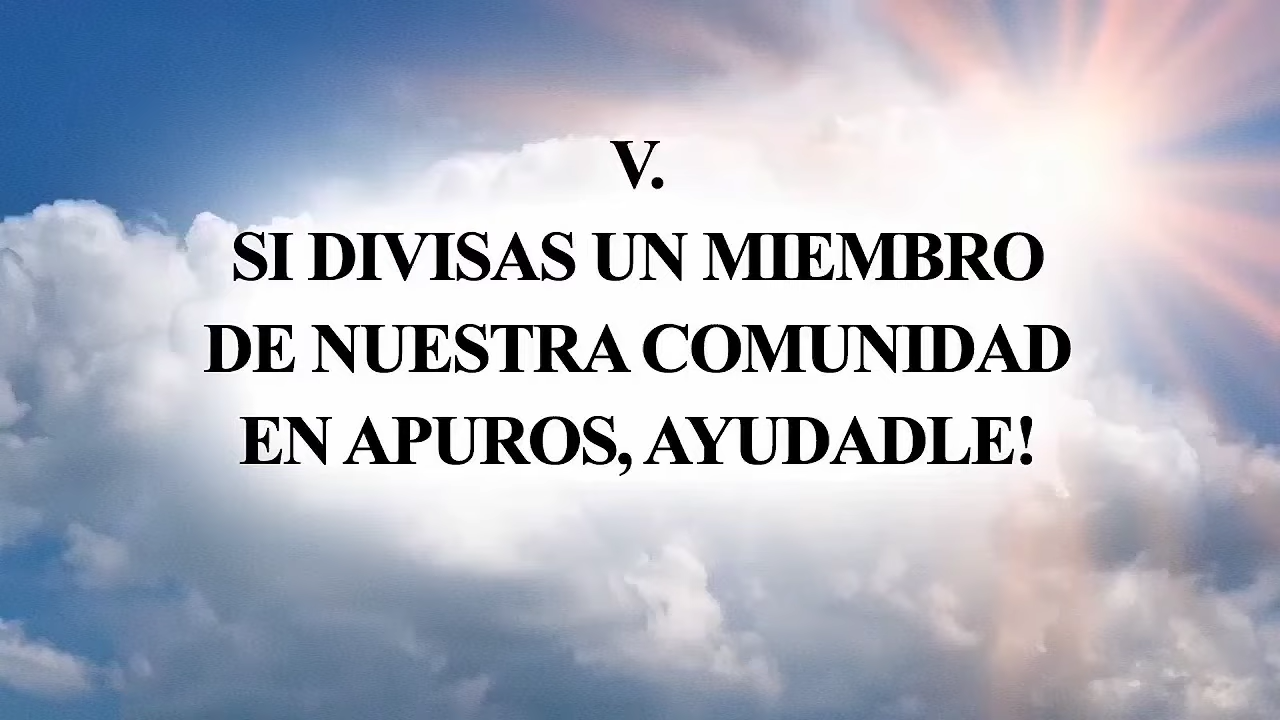 V.
SI DIVISAS UN MIEMBRO
DE NUESTRA COMUNIDAD
EN APUROS, AYUDADLE!